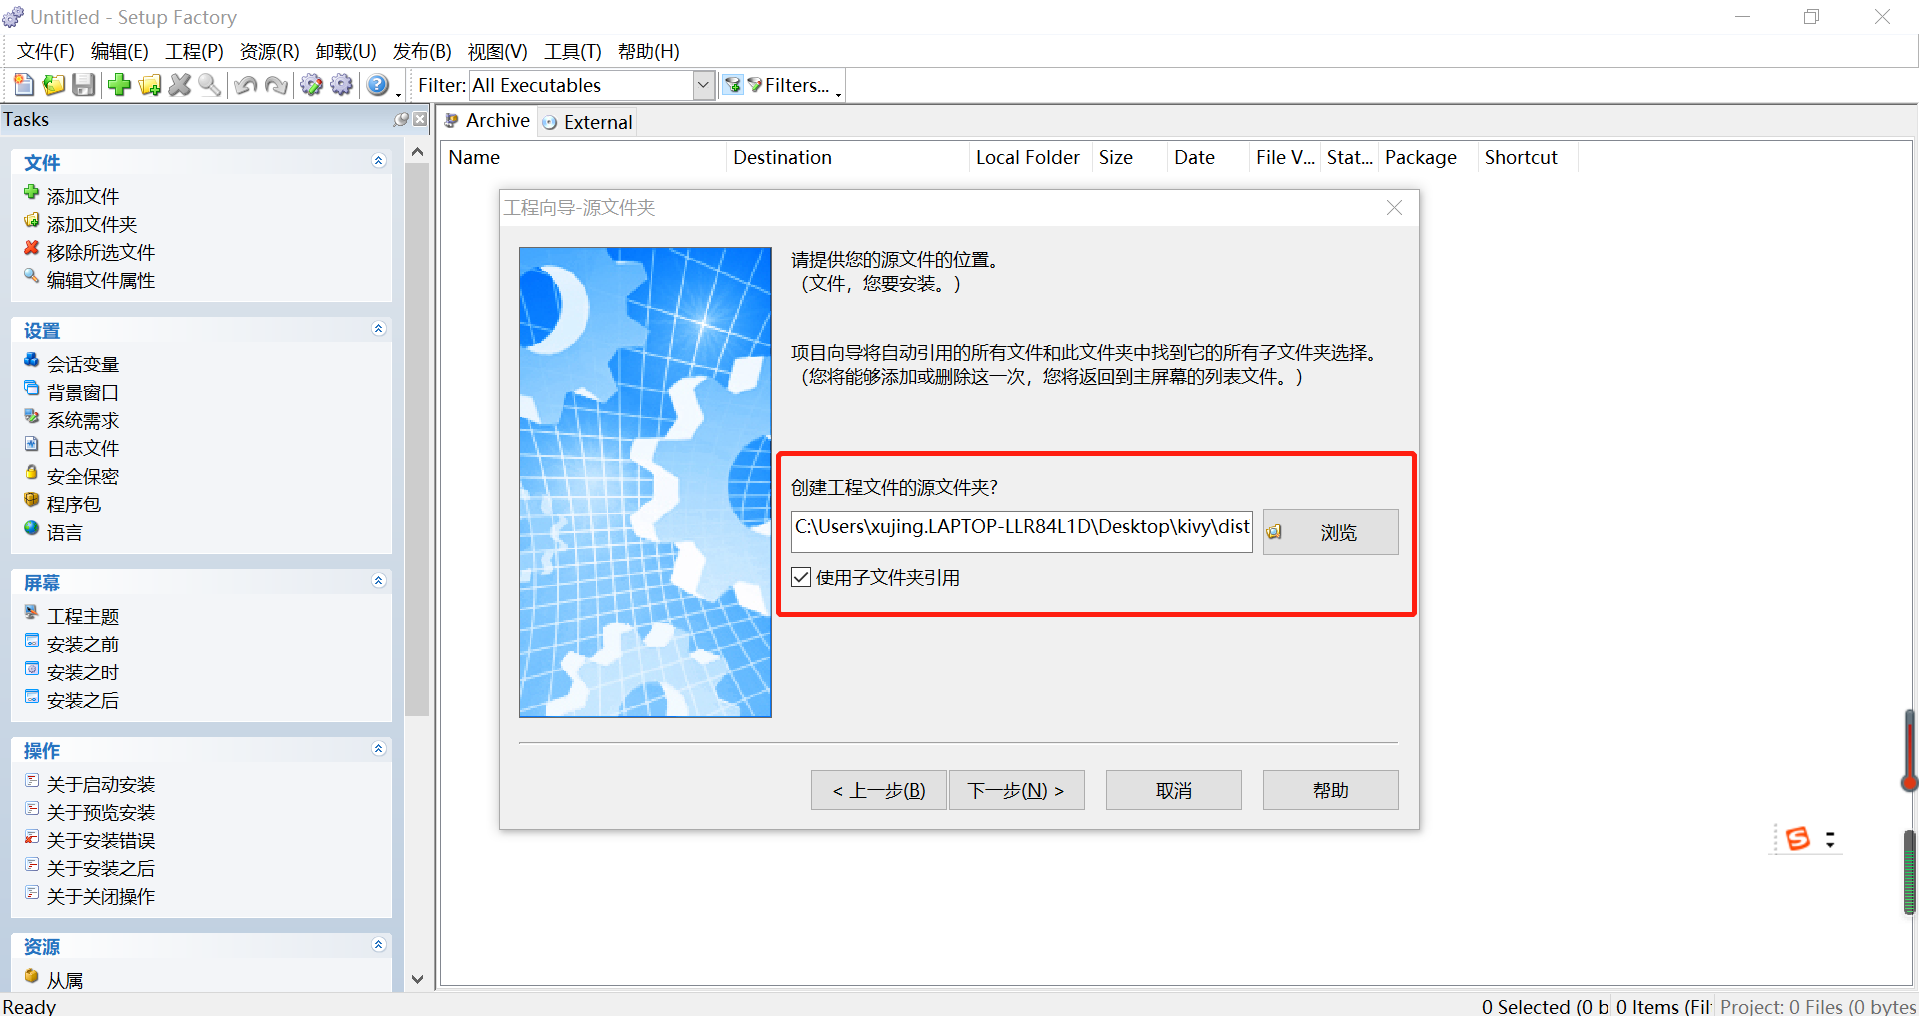 Untitled - Setup Factory
文件(F) 编辑(E) 工程(P) 资源(R) 卸载(U) 发布(B) 视图(V) 工具(T) 帮助(H)
Filter: All Executables Filters...
Tasks
文件
添加文件
添加文件夹
移除所选文件
编辑文件属性
设置
会话变量
背景窗口
系统需求
日志文件
安全保密
程序包
语言
屏幕
工程主题
安装之前
安装之时
安装之后
操作
关于启动安装
关于预览安装
关于安装错误
关于安装之后
关于关闭操作
资源
从属
Archive External
Name Destination Local Folder Size Date File V... Stat... Package Shortcut
工程向导-源文件夹
请提供您的源文件的位置。
（文件，您要安装。）
项目向导将自动引用的所有文件和此文件夹中找到它的所有子文件夹选择。
（您将能够添加或删除这一次，您将返回到主屏幕的列表文件。）
创建工程文件的源文件夹?
C:\Users\xujing.LAPTOP-LLR84L1D\Desktop\kivy\dist
浏览
使用子文件夹引用
< 上一步(B) 下一步(N) > 取消 帮助
S
Ready 0 Selected (0 b 0 Items (Fil Project: 0 Files (0 bytes